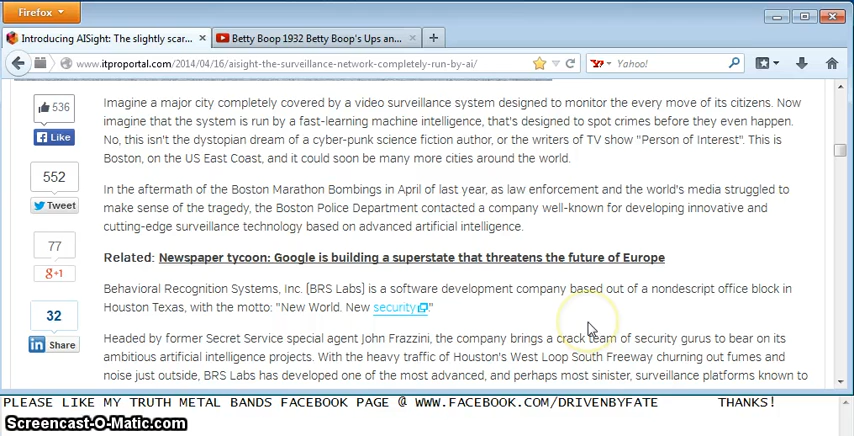 Firefox
Introducing AISight: The slightly scar...
Betty Boop 1932 Betty Boop's Ups an...
www.itproportal.com/2014/04/16/aisight-the-surveillance-network-completely-run-by-ai/
Yahoo!
536
Like
552
Tweet
77
g+1
32
in Share
Imagine a major city completely covered by a video surveillance system designed to monitor the every move of its citizens. Now
imagine that the system is run by a fast-learning machine intelligence, that's designed to spot crimes before they even happen.
No, this isn't the dystopian dream of a cyber-punk science fiction author, or the writers of TV show "Person of Interest". This is
Boston, on the US East Coast, and it could soon be many more cities around the world.
In the aftermath of the Boston Marathon Bombings in April of last year, as law enforcement and the world's media struggled to
make sense of the tragedy, the Boston Police Department contacted a company well-known for developing innovative and
cutting-edge surveillance technology based on advanced artificial intelligence.
Related: Newspaper tycoon: Google is building a superstate that threatens the future of Europe
Behavioral Recognition Systems, Inc. (BRS Labs) is a software development company based out of a nondescript office block in
Houston Texas, with the motto: "New World. New security."
Headed by former Secret Service special agent John Frazzini, the company brings a crack team of security gurus to bear on its
ambitious artificial intelligence projects. With the heavy traffic of Houston's West Loop South Freeway churning out fumes and
noise just outside, BRS Labs has developed one of the most advanced, and perhaps most sinister, surveillance platforms known to
PLEASE LIKE MY TRUTH METAL BANDS FACEBOOK PAGE @ WWW.FACEBOOK.COM/DRIVENBYFATE THANKS!
Screencast-O-Matic.com